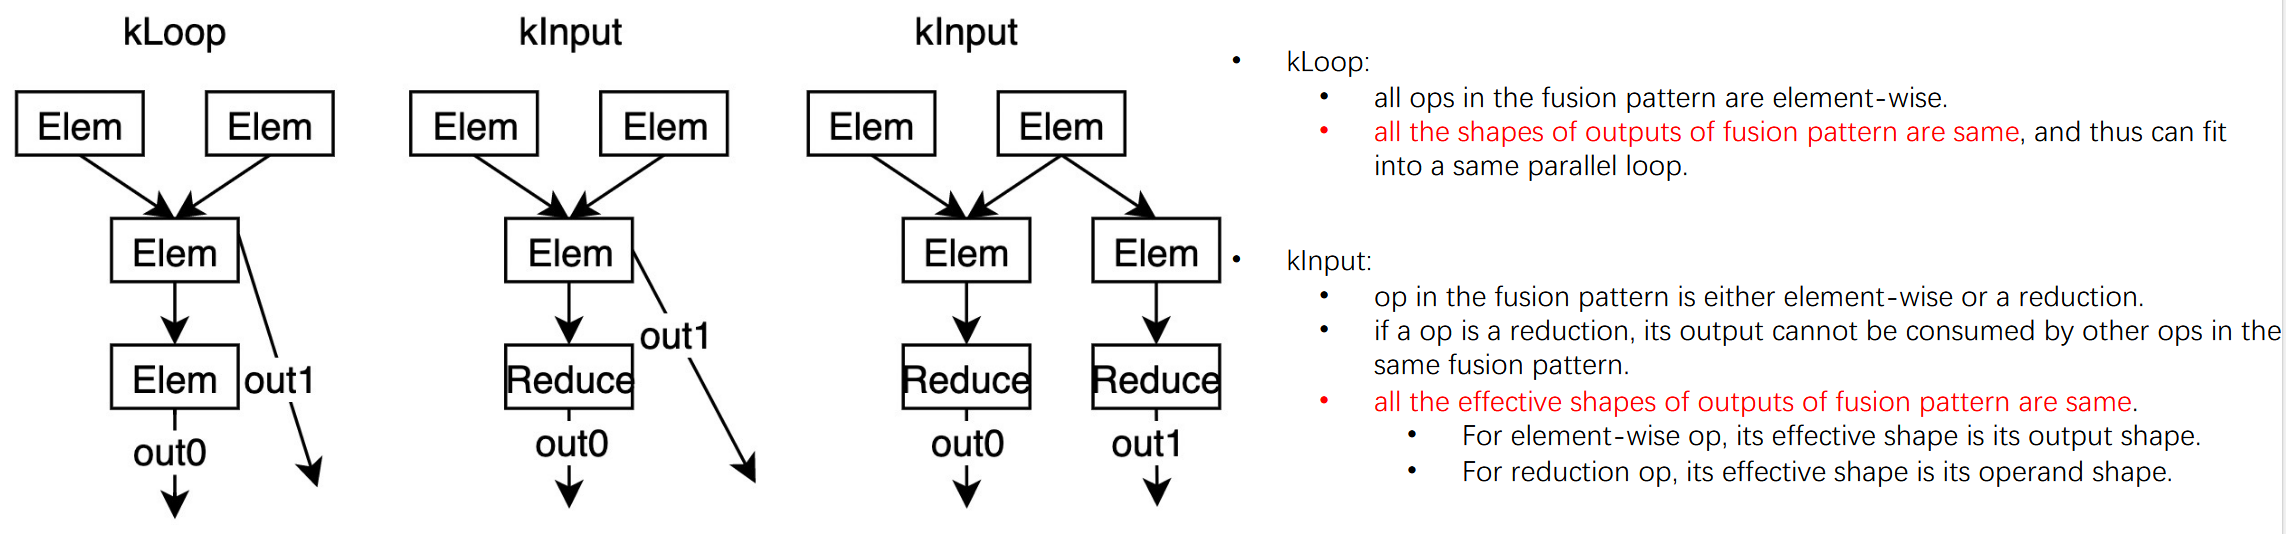 kLoop
kInput
kInput
Elem
Elem
Elem
Elem
Elem
Elem
Elem
Elem
Elem
Elem
out1
Elem
out1
Reduce
Reduce
Reduce
out0
out0
out0
out1
• kLoop:
• all ops in the fusion pattern are element-wise.
• all the shapes of outputs of fusion pattern are same, and thus can fit
into a same parallel loop.
• kInput:
• op in the fusion pattern is either element-wise or a reduction.
• if a op is a reduction, its output cannot be consumed by other ops in the
same fusion pattern.
• all the effective shapes of outputs of fusion pattern are same.
• For element-wise op, its effective shape is its output shape.
• For reduction op, its effective shape is its operand shape.